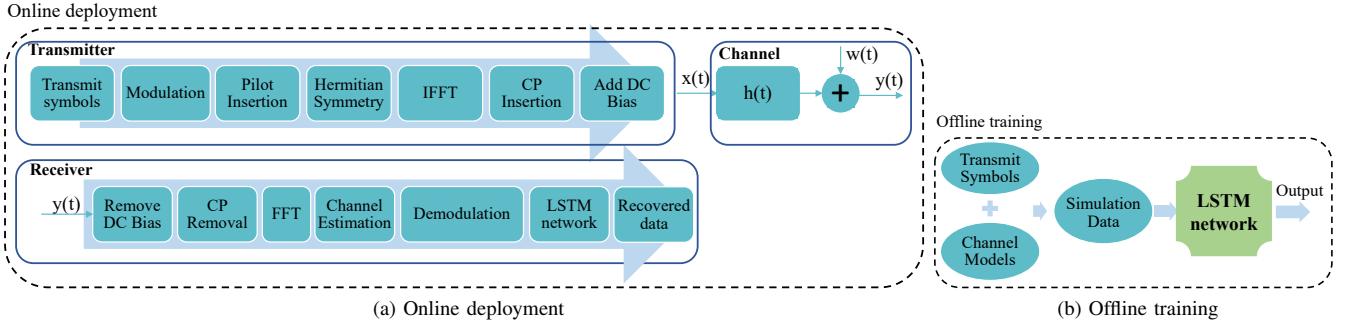 Online deployment
Transmitter
Transmit
symbols
Modulation
Pilot
Insertion
Hermitian
Symmetry
IFFT
CP
Insertion
Add DC
Bias
x(t)
Channel
h(t)
w(t)
+
y(t)
Receiver
y(t)
Remove
DC Bias
CP
Removal
FFT
Channel
Estimation
Demodulation
LSTM
network
Recovered
data
(a) Online deployment
Offline training
Transmit
Symbols
+
Channel
Models
Simulation
Data
LSTM
network
Output
(b) Offline training